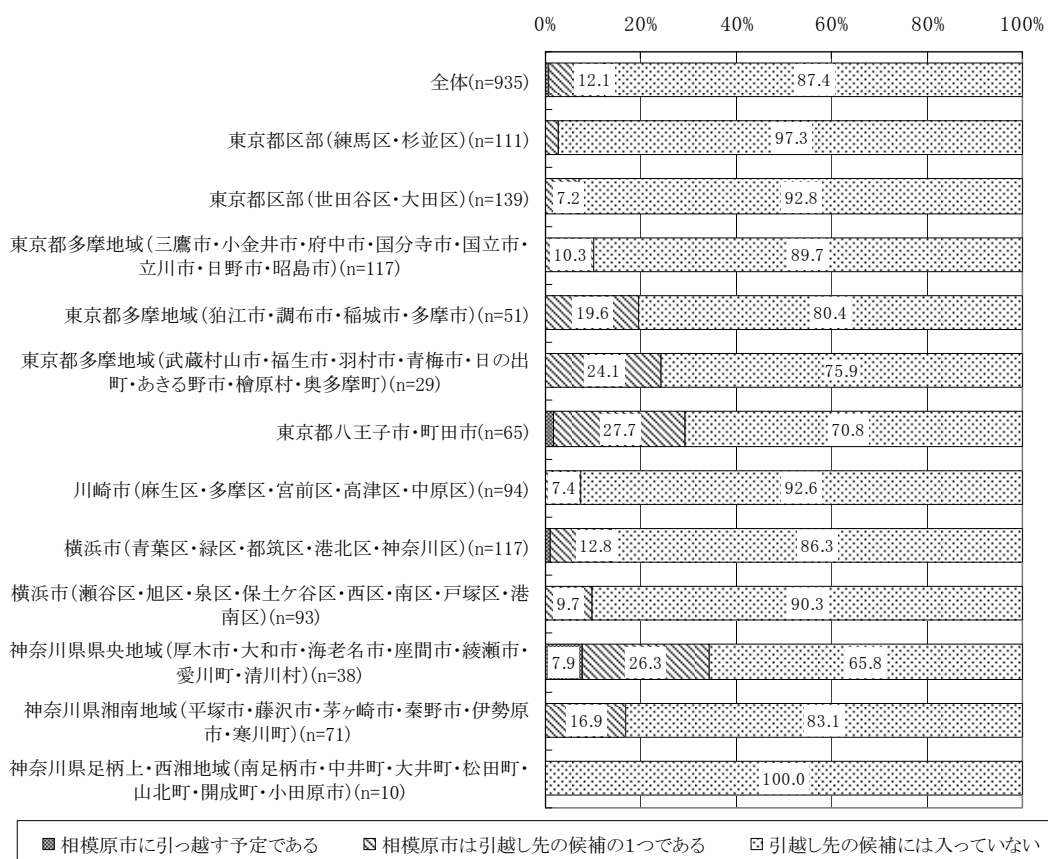 0% 20% 40% 60% 80% 100%
全体(n=935) 12.1 87.4
東京都区部(練馬区・杉並区)(n=111) 97.3
東京都区部(世田谷区・大田区)(n=139) 7.2 92.8
東京都多摩地域(三鷹市・小金井市・府中市・国分寺市・国立市・
立川市・日野市・昭島市)(n=117) 10.3 89.7
東京都多摩地域(狛江市・調布市・稲城市・多摩市)(n=51) 19.6 80.4
東京都多摩地域(武蔵村山市・福生市・羽村市・青梅市・日の出
町・あきる野市・檜原村・奥多摩町)(n=29) 24.1 75.9
東京都八王子市・町田市(n=65) 27.7 70.8
川崎市(麻生区・多摩区・宮前区・高津区・中原区)(n=94) 7.4 92.6
横浜市(青葉区・緑区・都筑区・港北区・神奈川区)(n=117) 12.8 86.3
横浜市(瀬谷区・旭区・泉区・保土ケ谷区・西区・南区・戸塚区・港
南区)(n=93) 9.7 90.3
神奈川県県央地域(厚木市・大和市・海老名市・座間市・綾瀬市・
愛川町・清川村)(n=38) 7.9 26.3 65.8
神奈川県湘南地域(平塚市・藤沢市・茅ヶ崎市・秦野市・伊勢原
市・寒川町)(n=71) 16.9 83.1
神奈川県足柄上・西湘地域(南足柄市・中井町・大井町・松田町・
山北町・開成町・小田原市)(n=10) 100.0
相模原市に引っ越す予定である 相模原市は引越し先の候補の1つである 引越し先の候補には入っていない